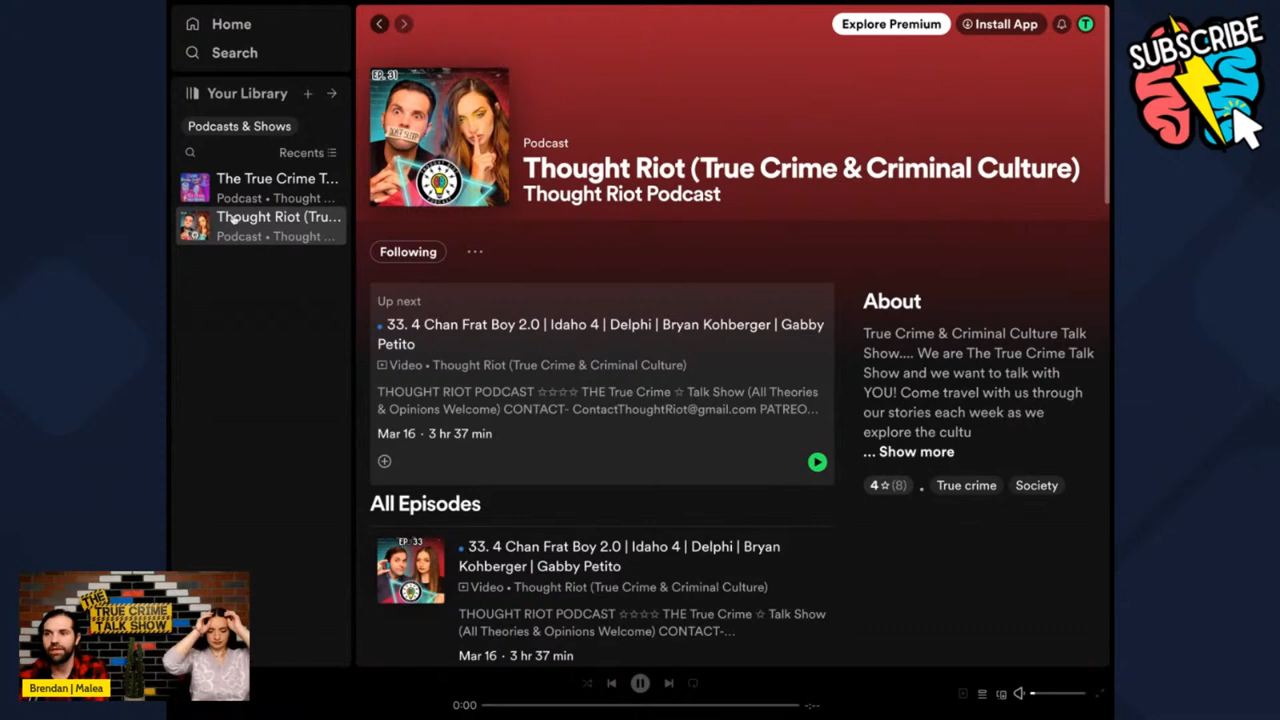 Home
Search
Your Library
Podcasts & Shows
Recents
The True Crime T...
Podcast • Thought ...
Thought Riot (Tru...
Podcast • Thought ...
Explore Premium
Install App
T
EP. 31
Podcast
Thought Riot (True Crime & Criminal Culture)
Thought Riot Podcast
Following
Up next
33. 4 Chan Frat Boy 2.0 | Idaho 4 | Delphi | Bryan Kohberger | Gabby
Petito
Video • Thought Riot (True Crime & Criminal Culture)
THOUGHT RIOT PODCAST ☆☆☆☆ THE True Crime ☆ Talk Show (All Theories
& Opinions Welcome) CONTACT- ContactThoughtRiot@gmail.com PATREO...
Mar 16 · 3 hr 37 min
All Episodes
EP. 33
33. 4 Chan Frat Boy 2.0 | Idaho 4 | Delphi | Bryan
Kohberger | Gabby Petito
Video • Thought Riot (True Crime & Criminal Culture)
THOUGHT RIOT PODCAST ☆☆☆☆ THE True Crime ☆ Talk Show
(All Theories & Opinions Welcome) CONTACT-...
Mar 16 · 3 hr 37 min
About
True Crime & Criminal Culture Talk
Show.... We are The True Crime Talk
Show and we want to talk with
YOU! Come travel with us through
our stories each week as we
explore the cultu
... Show more
4☆(8)
True crime
Society
SUBSCRIBE
THE
TRUE CRIME
TALK SHOW
Brendan | Malea
0:00
-:--